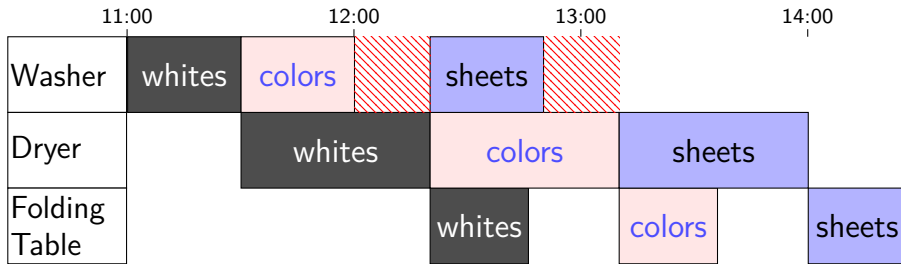 11:00 12:00 13:00 14:00
Washer whites colors sheets
Dryer whites colors sheets
Folding
Table whites colors sheets